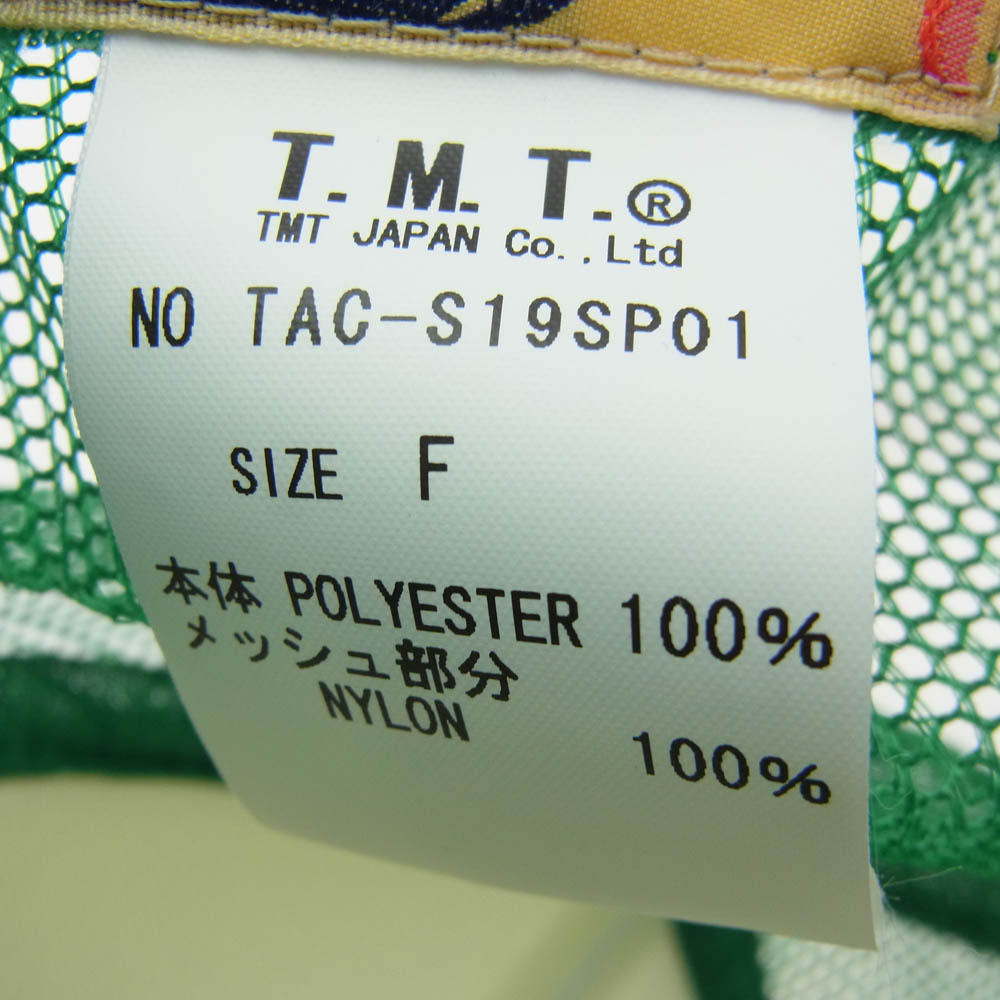 T.M.T.®
TMT JAPAN Co.,Ltd
NO TAC-S19SP01
SIZE F
本体 POLYESTER 100%
メッシュ部分
NYLON 100%